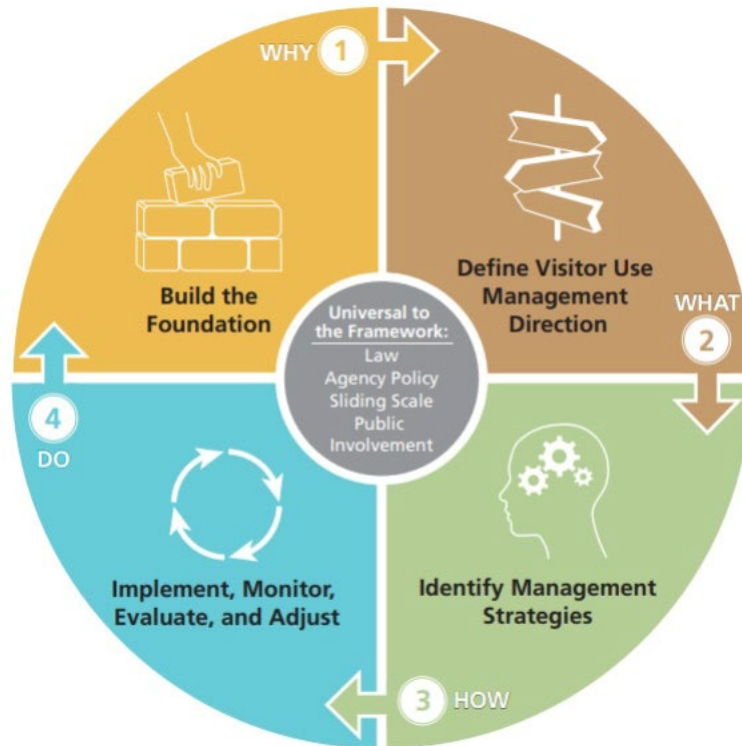 WHY 1
Build the
Foundation
Define Visitor Use
Management
Direction
WHAT
2
Universal to
the Framework:
Law
Agency Policy
Sliding Scale
Public
Involvement
Identify Management
Strategies
3 HOW
Implement, Monitor,
Evaluate, and Adjust
4
DO